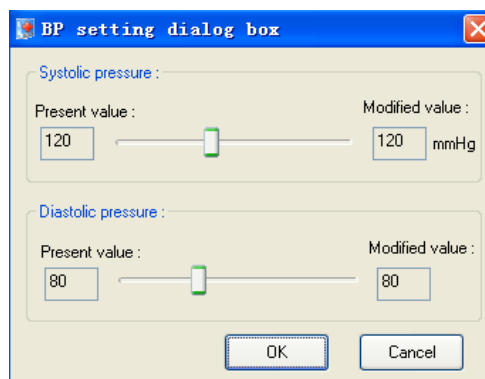 BP setting dialog box
Systolic pressure :
Present value : Modified value :
120 120 mmHg
Diastolic pressure :
Present value : Modified value :
80 80
OK Cancel